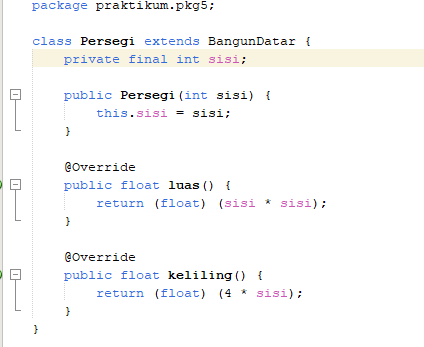 package praktikum.pkg5;
class Persegi extends BangunDatar {
private final int sisi;
public Persegi(int sisi) {
this.sisi = sisi;
}
@Override
public float luas() {
return (float) (sisi * sisi);
}
@Override
public float keliling() {
return (float) (4 * sisi);
}
}